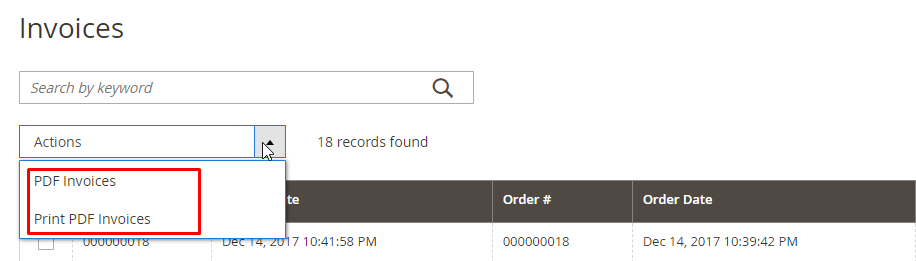 Invoices
Search by keyword
Actions
18 records found
PDF Invoices
Print PDF Invoices
te Order # Order Date
000000018 Dec 14, 2017 10:41:58 PM 000000018 Dec 14, 2017 10:39:42 PM